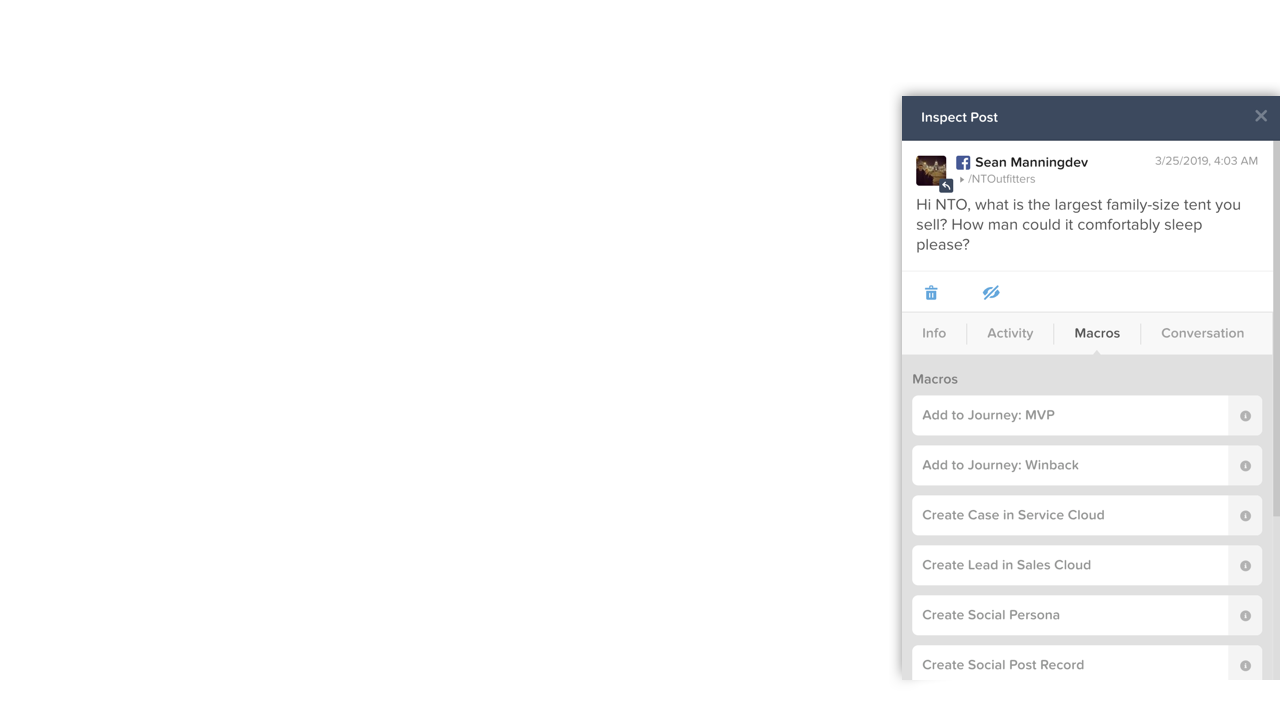 Inspect Post
Sean Manningdev
3/25/2019, 4:03 AM
/NTOutfitters
Hi NTO, what is the largest family-size tent you
sell? How man could it comfortably sleep
please?
Info
Activity
Macros
Conversation
Macros
Add to Journey: MVP
Add to Journey: Winback
Create Case in Service Cloud
Create Lead in Sales Cloud
Create Social Persona
Create Social Post Record